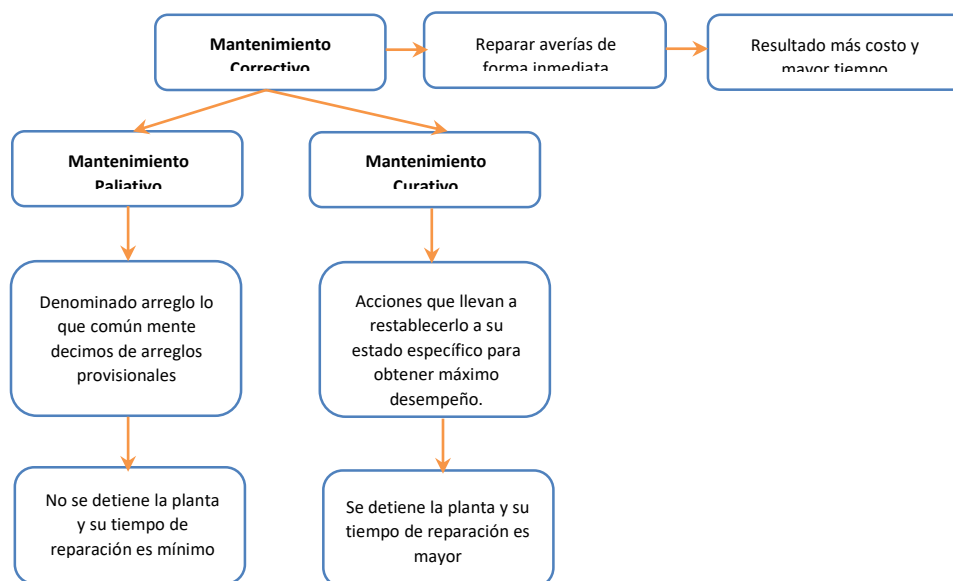 Mantenimiento
Correctivo
Reparar averías de
forma inmediata
Resultado más costo y
mayor tiempo
Mantenimiento
Paliativo
Mantenimiento
Curativo
Denominado arreglo lo
que común mente
decimos de arreglos
provisionales
Acciones que llevan a
restablecerlo a su
estado específico para
obtener máximo
desempeño.
No se detiene la planta
y su tiempo de
reparación es mínimo
Se detiene la planta y su
tiempo de reparación es
mayor